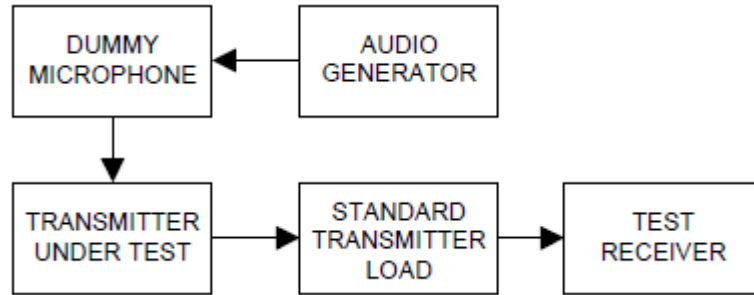 DUMMY
MICROPHONE
AUDIO
GENERATOR
TRANSMITTER
UNDER TEST
STANDARD
TRANSMITTER
LOAD
TEST
RECEIVER